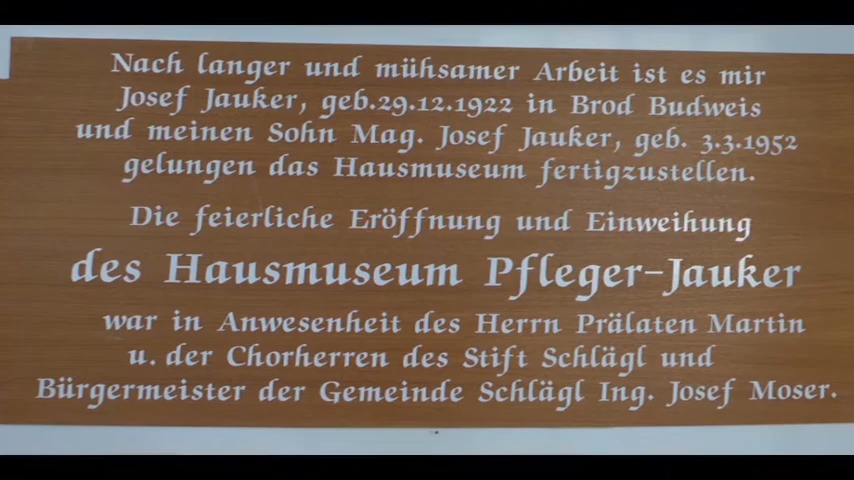 Nach langer und mühsamer Arbeit ist es mir
Josef Jauker, geb.29.12.1922 in Brod Budweis
und meinen Sohn Mag. Josef Jauker, geb. 3.3.1952
gelungen das Hausmuseum fertigzustellen.
Die feierliche Eröffnung und Einweihung
des Hausmuseum Pfleger-Jauker
war in Anwesenheit des Herrn Prälaten Martin
u. der Chorherren des Stift Schlägl und
Bürgermeister der Gemeinde Schlägl Ing. Josef Moser.